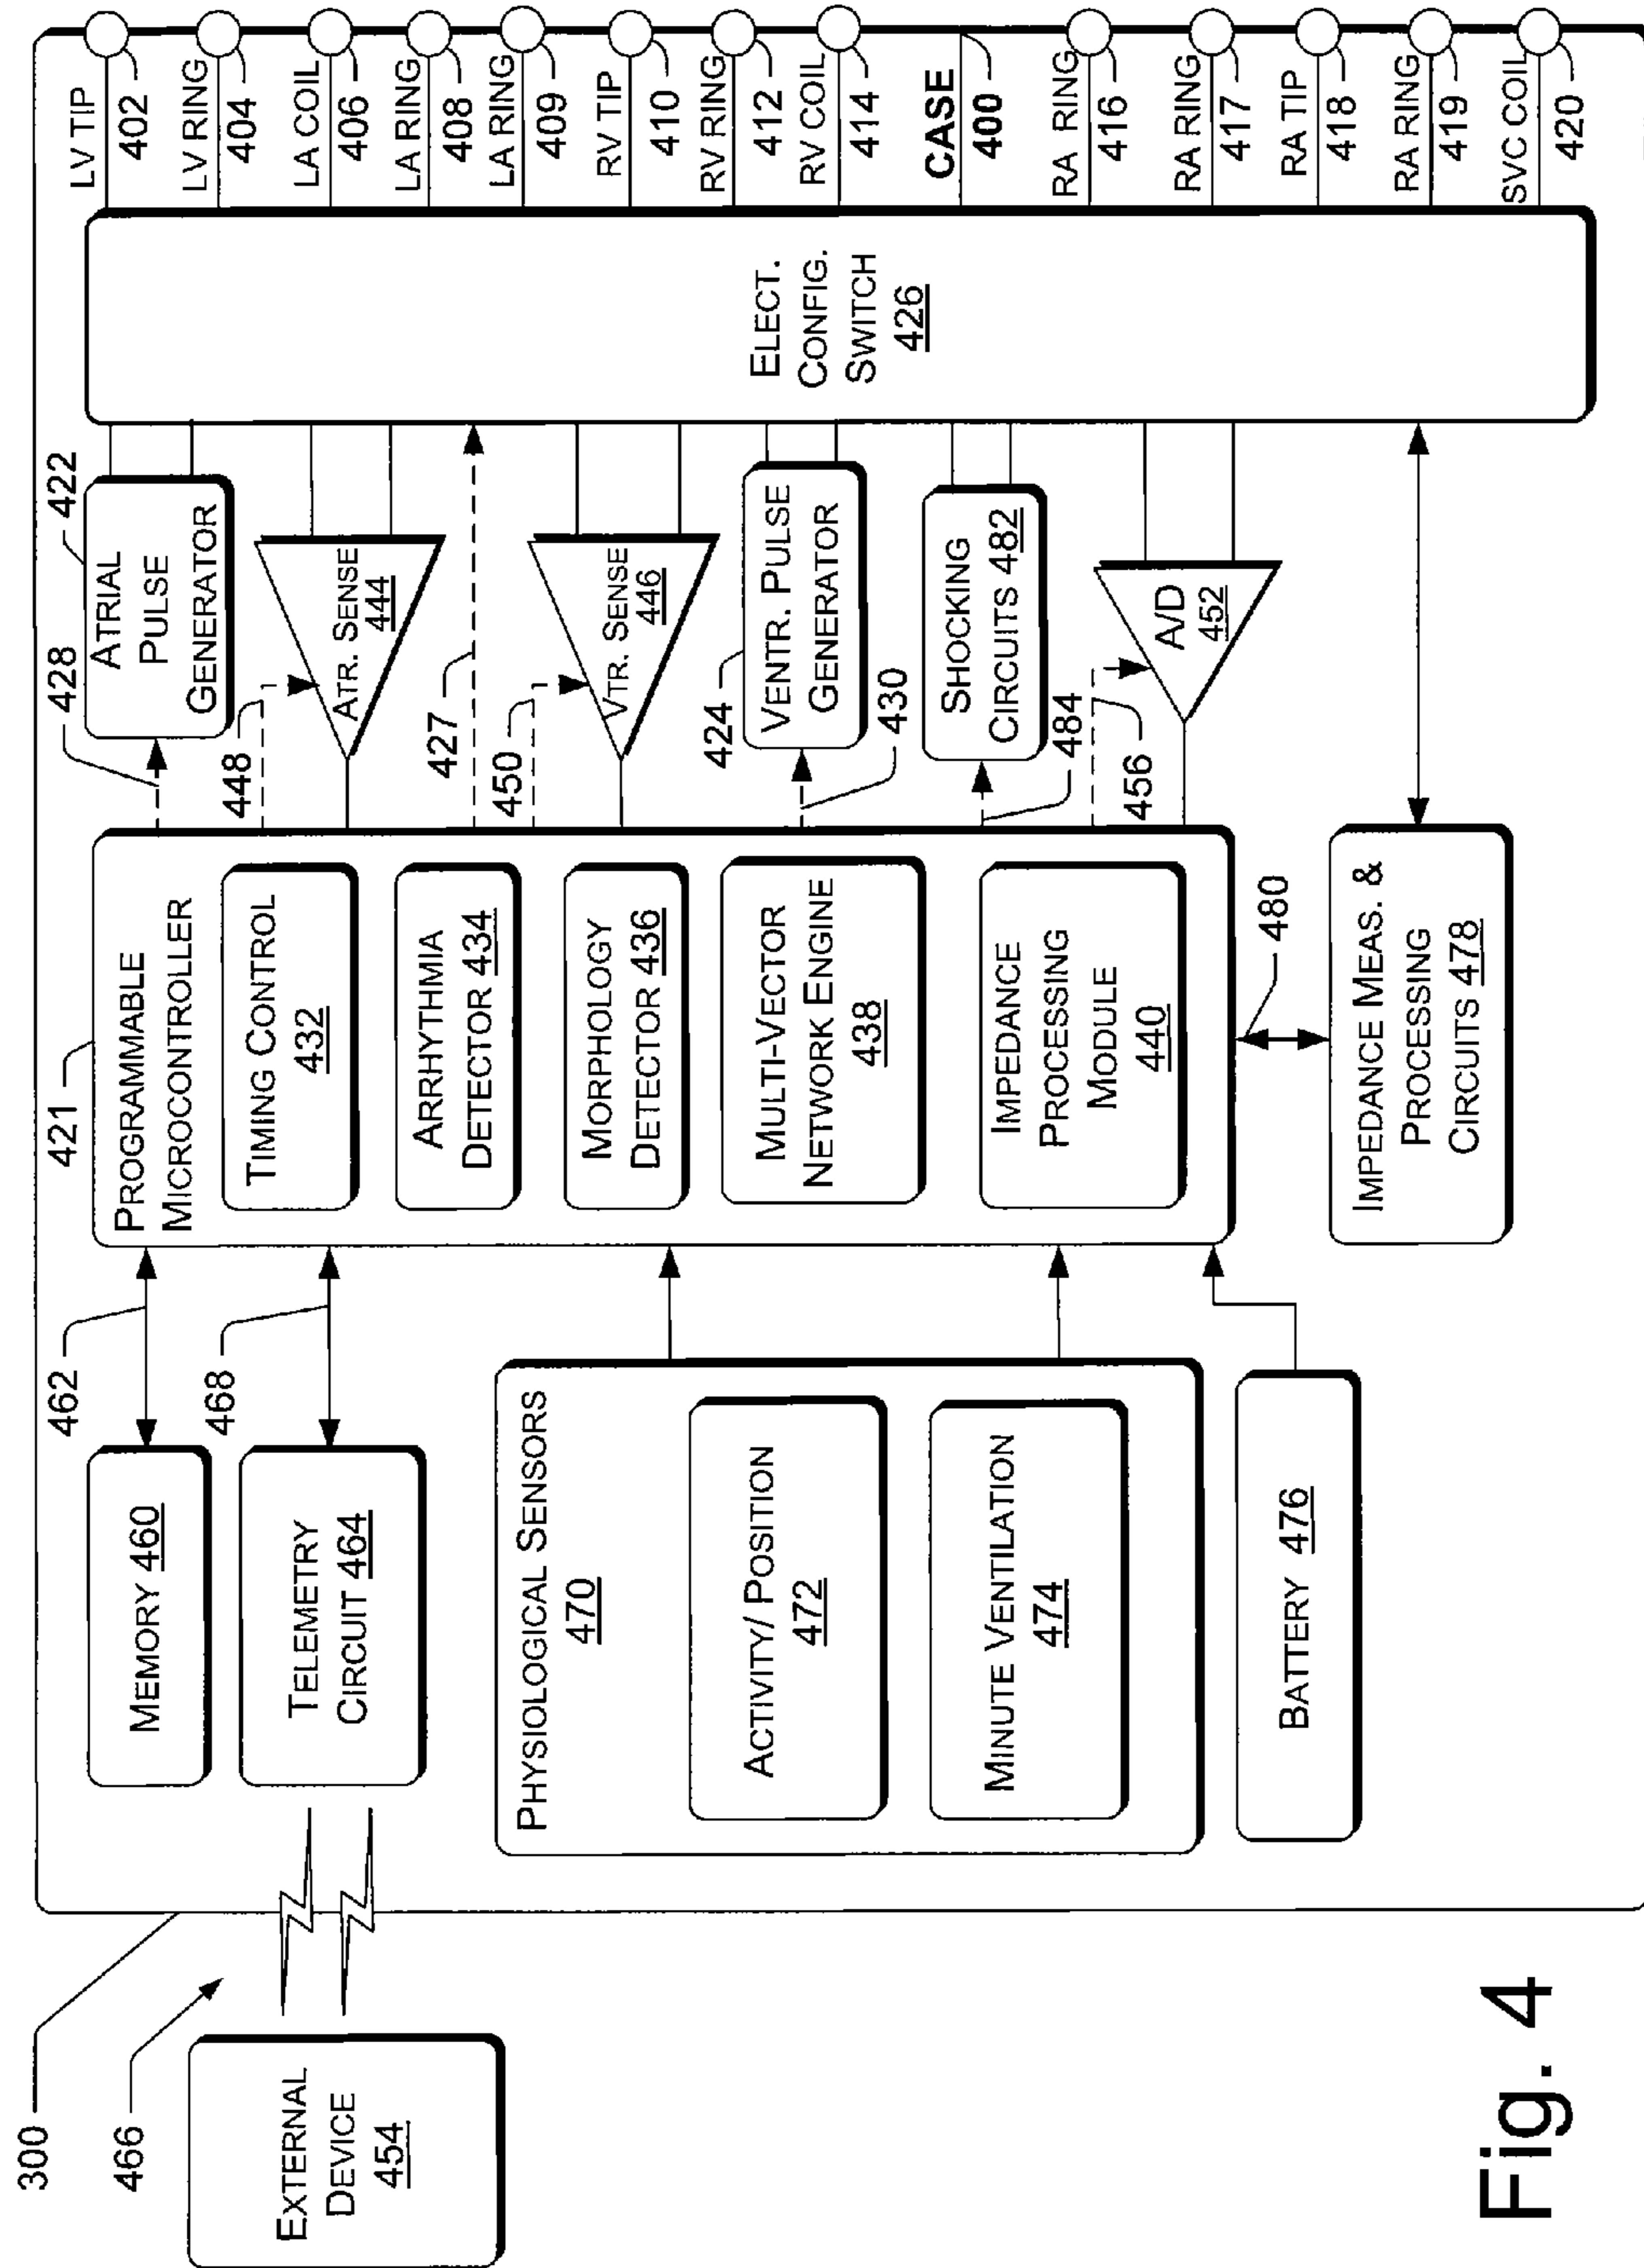 300
466
EXTERNAL
DEVICE
454
MEMORY 460
462
TELEMETRY
CIRCUIT 464
468
PHYSIOLOGICAL SENSORS
470
ACTIVITY/ POSITION
472
MINUTE VENTILATION
474
BATTERY 476
421
PROGRAMMABLE
MICROCONTROLLER
TIMING CONTROL
432
ARRHYTHMIA
DETECTOR 434
MORPHOLOGY
DETECTOR 436
MULTI-VECTOR
NETWORK ENGINE
438
IMPEDANCE
PROCESSING
MODULE
440
480
IMPEDANCE MEAS. &
PROCESSING
CIRCUITS 478
428
422
ATRIAL
PULSE
GENERATOR
448
ATR. SENSE
444
427
450
VTR. SENSE
446
424
VENTR. PULSE
GENERATOR
430
SHOCKING
CIRCUITS 482
484
456
A/D
452
ELECT.
CONFIG.
SWITCH
426
LV TIP
402
LV RING
404
LA COIL
406
LA RING
408
LA RING
409
RV TIP
410
RV RING
412
RV COIL
414
CASE
400
RA RING
416
RA RING
417
RA TIP
418
RA RING
419
SVC COIL
420
Fig. 4